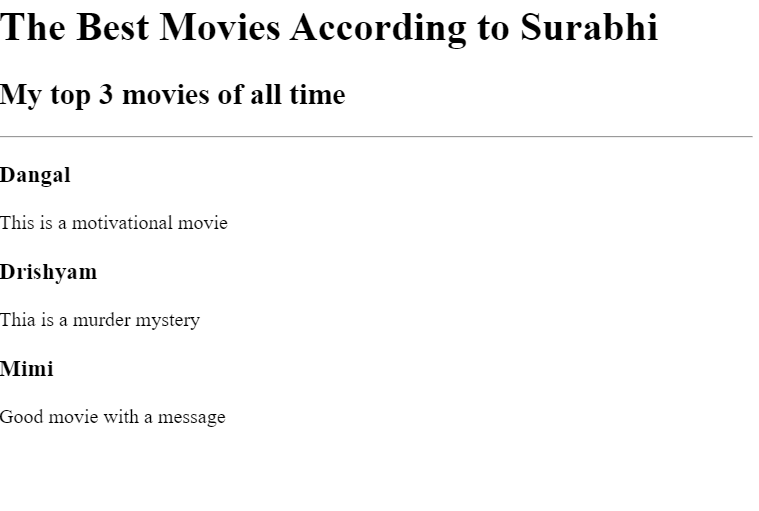 The Best Movies According to Surabhi
My top 3 movies of all time
Dangal
This is a motivational movie
Drishyam
Thia is a murder mystery
Mimi
Good movie with a message